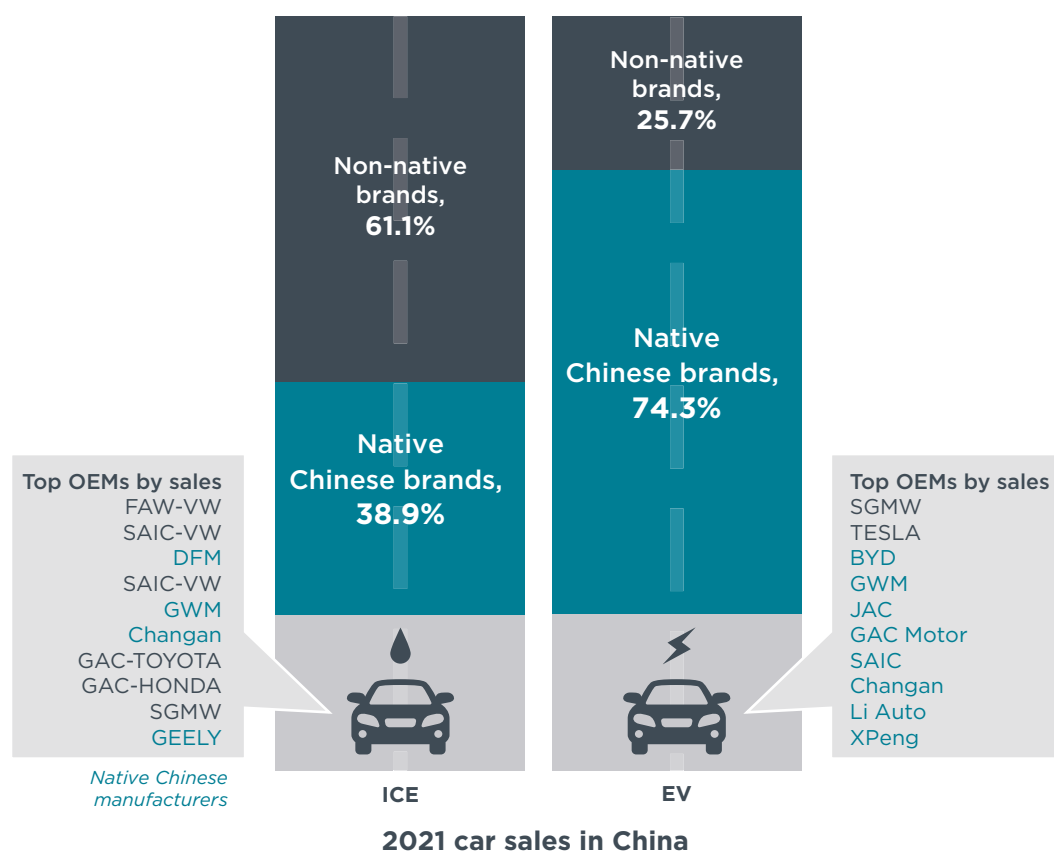 Non-native
brands,
61.1%
Native
Chinese brands,
38.9%
Non-native
brands,
25.7%
Native
Chinese brands,
74.3%
Top OEMs by sales
FAW-VW
SAIC-VW
DFM
SAIC-VW
GWM
Changan
GAC-TOYOTA
GAC-HONDA
SGMW
GEELY
Native Chinese
manufacturers
Top OEMs by sales
SGMW
TESLA
BYD
GWM
JAC
GAC Motor
SAIC
Changan
Li Auto
XPeng
ICE
EV
2021 car sales in China